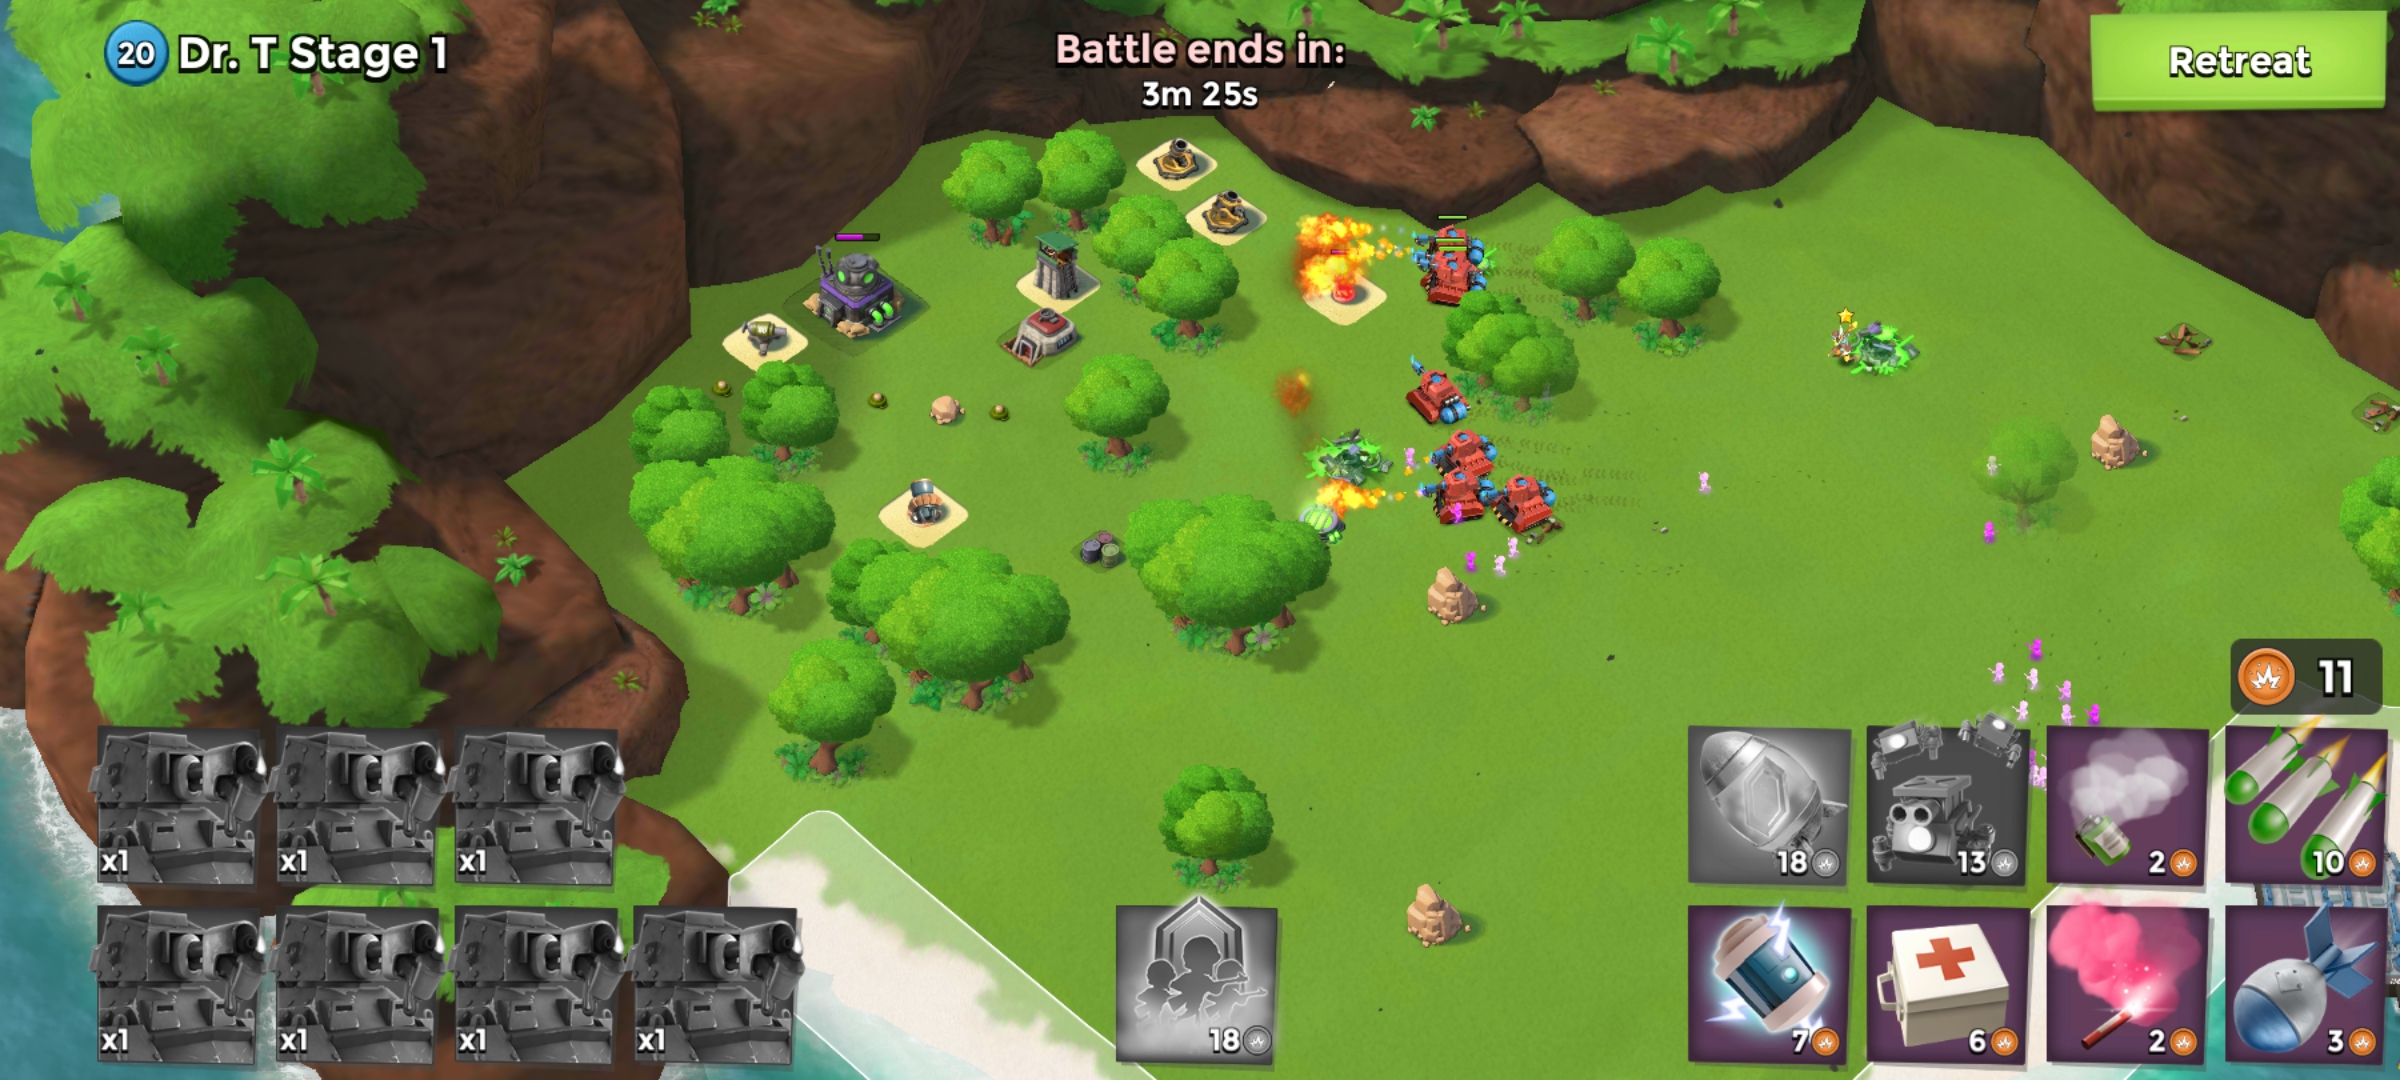 20 Dr. T Stage 1
Battle ends in:
3m 25s
Retreat
11
x1 x1 x1
18 13 2 10
x1 x1 x1 x1
18
7 6 2 3